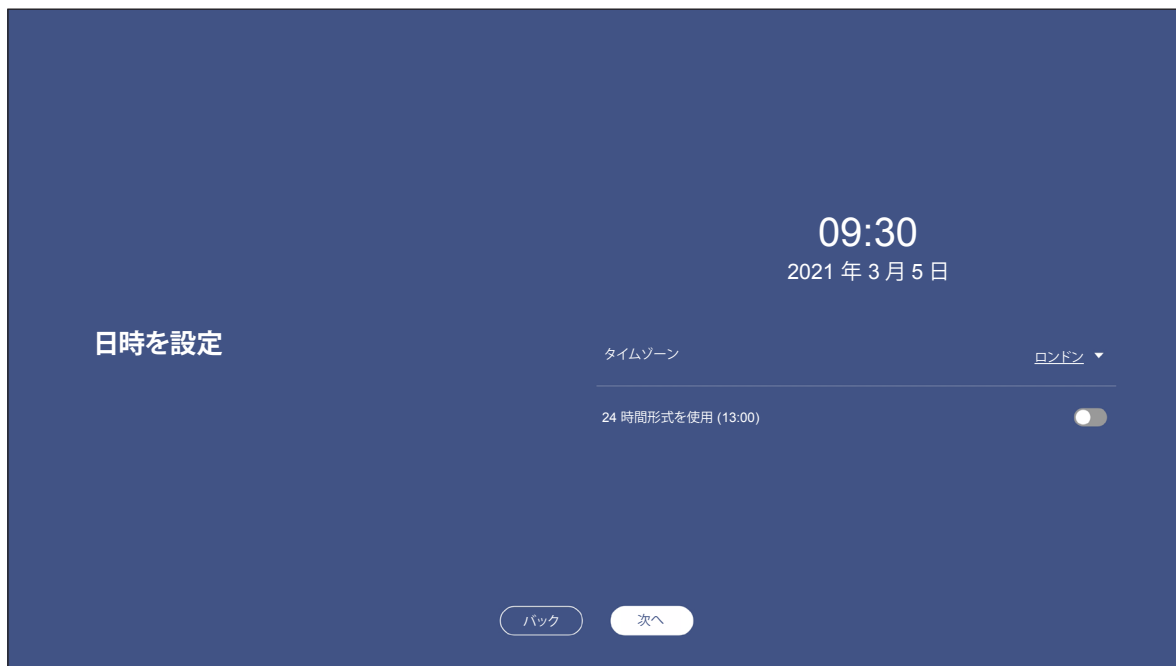 09:30
2021 年 3 月 5 日
日時を設定
タイムゾーン ロンドン
24 時間形式を使用 (13:00)
バック 次へ